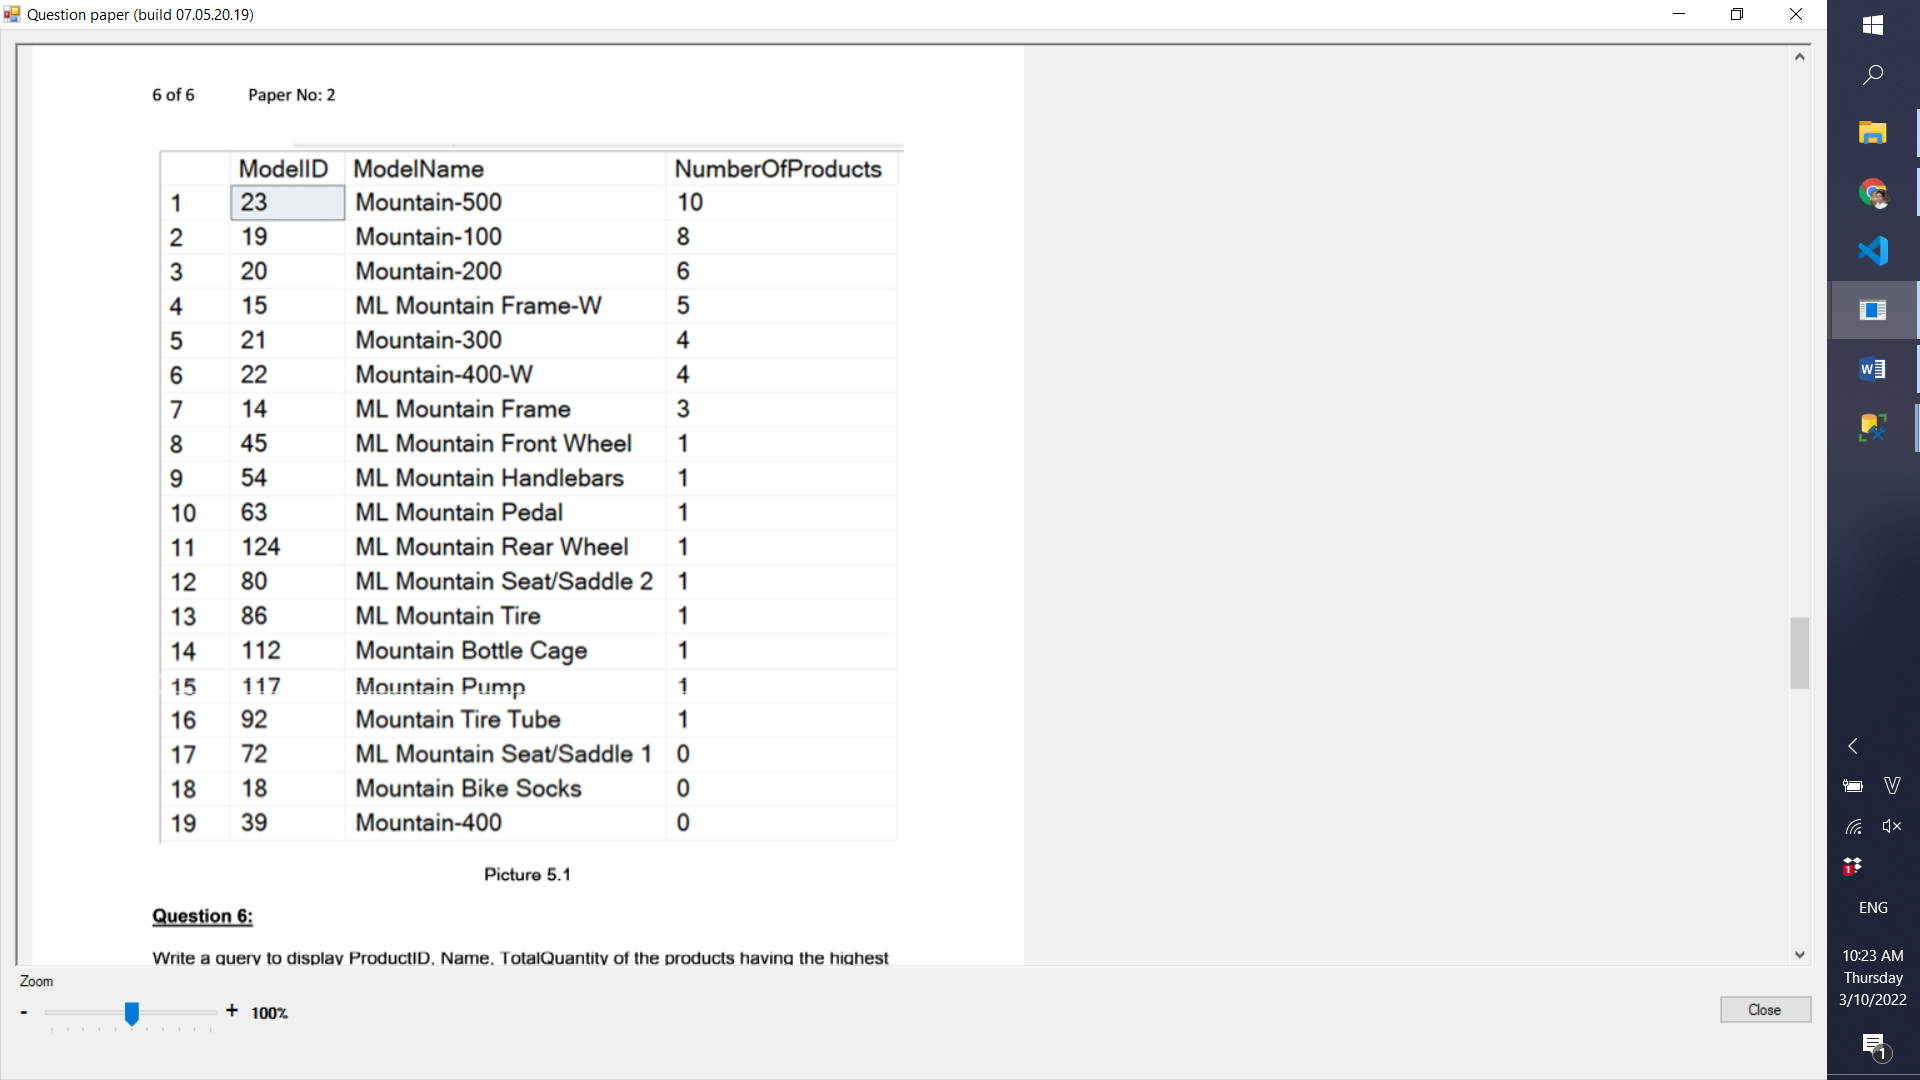 Question paper (build 07.05.20.19)
6 of 6 Paper No: 2
ModelID ModelName NumberOfProducts
1 23 Mountain-500 10
2 19 Mountain-100 8
3 20 Mountain-200 6
4 15 ML Mountain Frame-W 5
5 21 Mountain-300 4
6 22 Mountain-400-W 4
7 14 ML Mountain Frame 3
8 45 ML Mountain Front Wheel 1
9 54 ML Mountain Handlebars 1
10 63 ML Mountain Pedal 1
11 124 ML Mountain Rear Wheel 1
12 80 ML Mountain Seat/Saddle 2 1
13 86 ML Mountain Tire 1
14 112 Mountain Bottle Cage 1
15 117 Mountain Pump 1
16 92 Mountain Tire Tube 1
17 72 ML Mountain Seat/Saddle 1 0
18 18 Mountain Bike Socks 0
19 39 Mountain-400 0
Picture 5.1
Question 6:
Write a query to display ProductID, Name, TotalQuantity of the products having the highest
Zoom
- + 100%
Close
1
ENG
10:23 AM
Thursday
3/10/2022
1